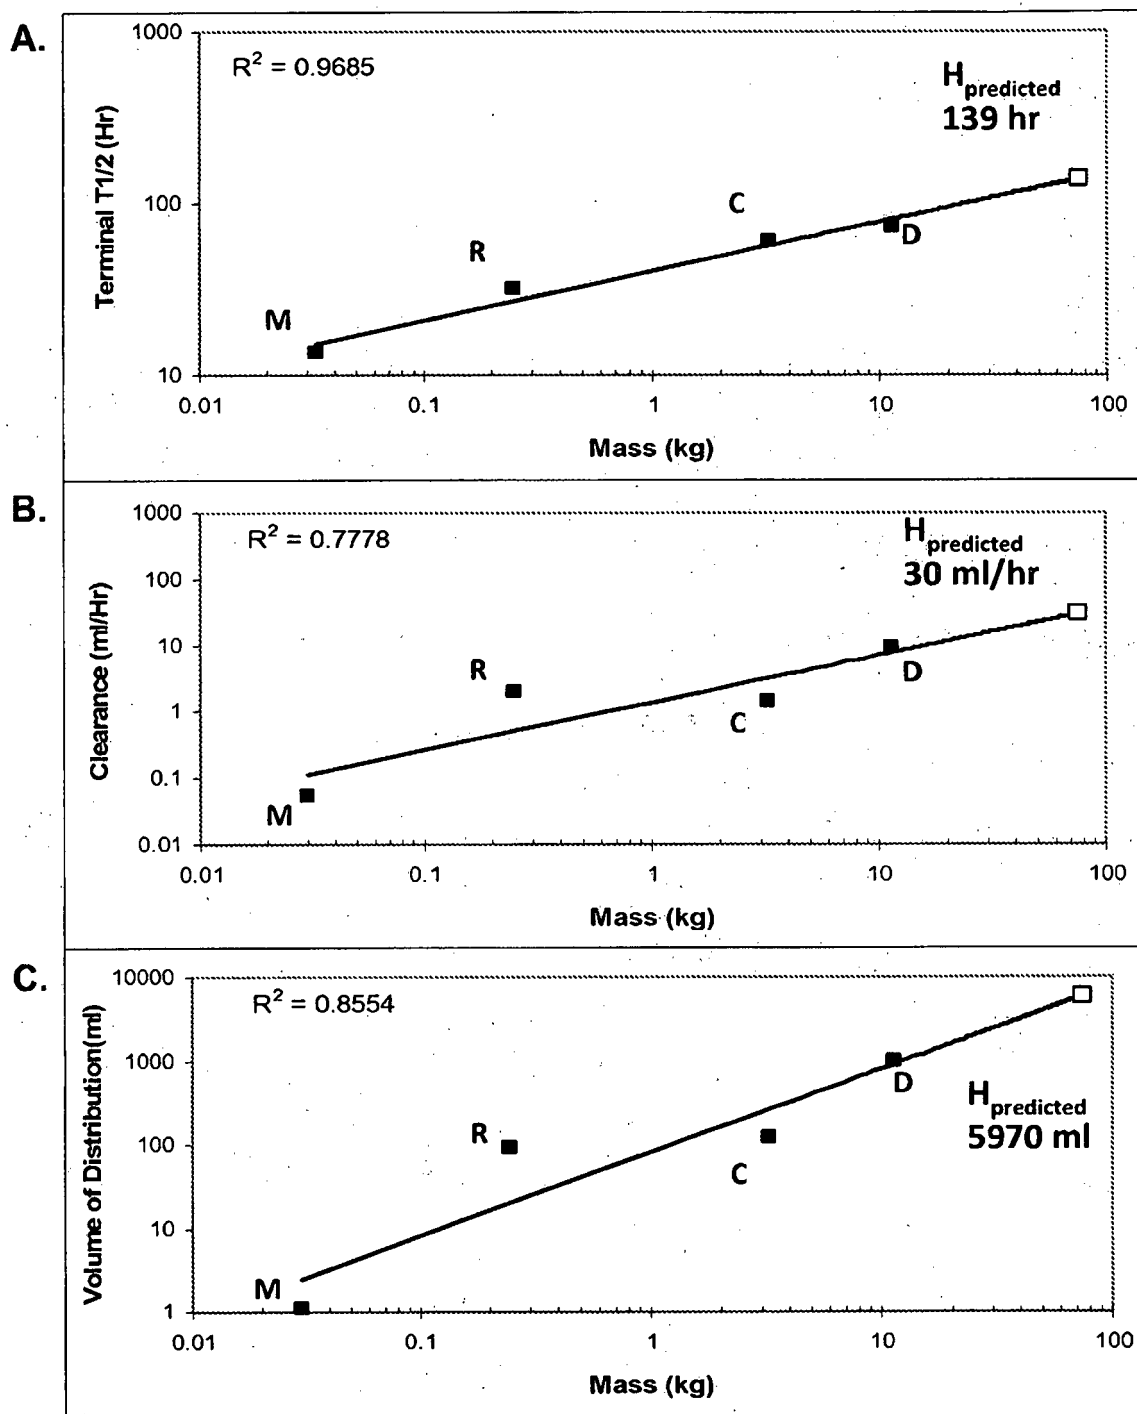 A.
1000
R² = 0.9685
H predicted
139 hr
Terminal T1/2 (Hr)
100
C
R
D
M
10
0.01 0.1 1 10 100
Mass (kg)
B.
1000
R² = 0.7778
H predicted
30 ml/hr
100
Clearance (ml/Hr)
10
R
D
1
C
0.1
M
0.01
0.01 0.1 1 10 100
Mass (kg)
C.
10000
R² = 0.8554
Volume of Distribution(ml)
1000
D
H predicted
5970 ml
R
100
C
10
M
1
0.01 0.1 1 10 100
Mass (kg)